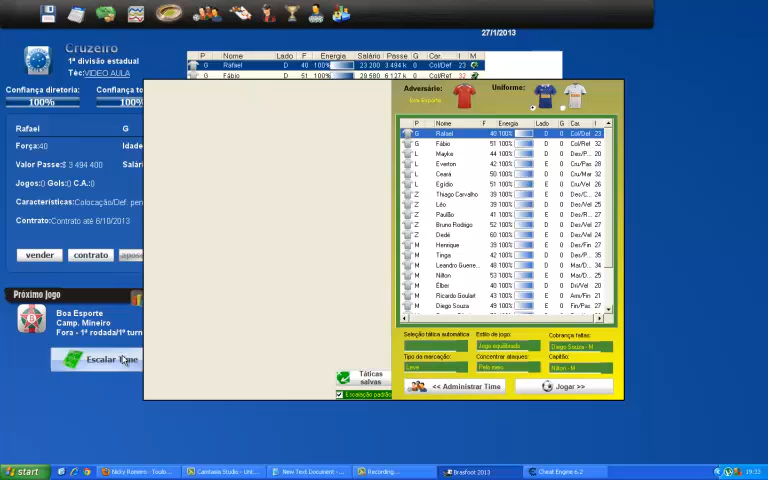 27/1/2013
Cruzeiro
1ª divisão estadual
Téc:VIDEO AULA
Confiança diretoria:
100%
Confiança to
100%
P Nome Lado F Energia Salário Passe G Car. I M
G Rafael D 40 100% 23 200 3 494 k 0 Col/Def 23
G Fábio D 51 100% 29 500 6 127 k 0 Col/Ref 32
Rafael G
Força:40 Idade
Valor Passe:$ 3 494 400 Salári
Jogos:0 Gols:0 C.A.:0
Características:Colocação/Def. pen
Contrato:Contrato até 6/10/2013
vender contrato apos
Próximo jogo
Boa Esporte
Camp. Mineiro
Fora - 1ª rodada/1º turn
Escalar Time
Adversário:
Boa Esporte
Uniforme:
P Nome F Energia Lado G Car. I
G Rafael 40 100% D 0 Col/Def 23
G Fábio 51 100% D 0 Col/Ref 32
L Mayke 44 100% D 0 Des/P... 20
L Everton 42 100% E 0 Cru/Pas 28
L Ceará 50 100% D 0 Cru/Mar 32
L Egídio 51 100% E 0 Cru/Vel 26
Z Thiago Carvalho 39 100% D 0 Des/C... 24
Z Léo 39 100% D 0 Des/Vel 24
Z Paulão 41 100% E 0 Des/R... 27
Z Bruno Rodrigo 52 100% D 0 Des/Vel 27
Z Dedé 60 100% E 0 Des/Vel 24
M Henrique 39 100% E 0 Des/Fin 27
M Tinga 42 100% D 0 Des/P... 35
M Leandro Guerre... 48 100% D 0 Mar/D... 34
M Nilton 53 100% E 0 Mar/D... 25
M Élber 40 100% D 0 Dri/Vel 20
M Ricardo Goulart 43 100% E 0 Arm/Fin 21
M Diego Souza 49 100% E 0 Fin/Pas 27
Seleção tática automática
Estilo de jogo:
Jogo equilibrado
Cobrança faltas:
Diego Souza - M
Tipo da marcação:
Leve
Concentrar ataques:
Pelo meio
Capitão:
Nilton - M
Táticas
salvas
Escalação padrão
<< Administrar Time
Jogar >>
start
Nicky Romero - Toulo...
Camtasia Studio - Unt...
New Text Document -...
Recording...
Brasfoot 2013
Cheat Engine 6.2
19:33